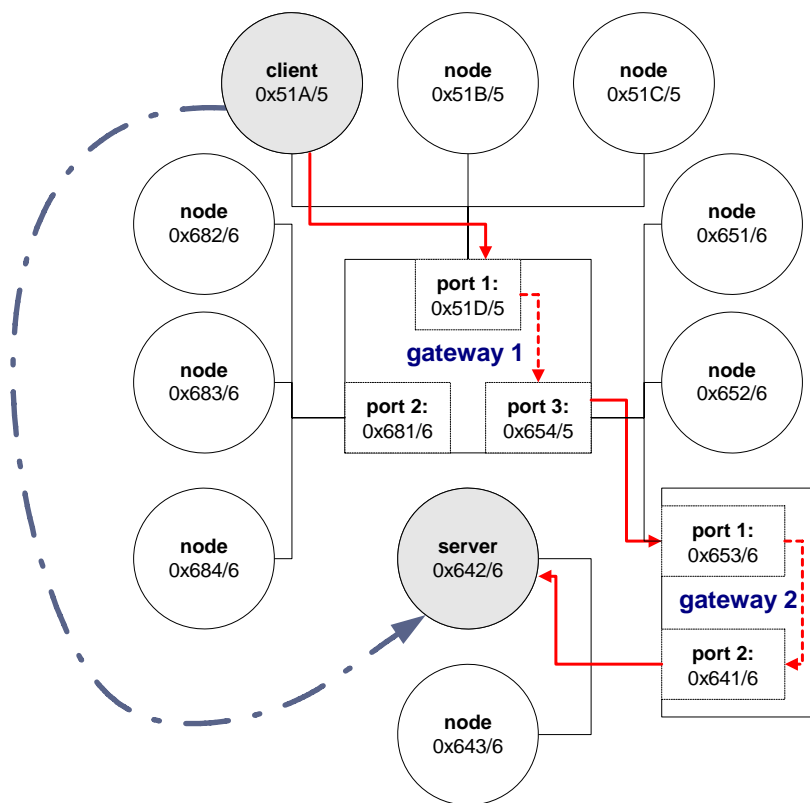 client
0x51A/5
node
0x51B/5
node
0x51C/5
node
0x682/6
node
0x651/6
port 1:
0x51D/5
gateway 1
node
0x683/6
port 2:
0x681/6
port 3:
0x654/5
node
0x652/6
node
0x684/6
server
0x642/6
port 1:
0x653/6
gateway 2
port 2:
0x641/6
node
0x643/6